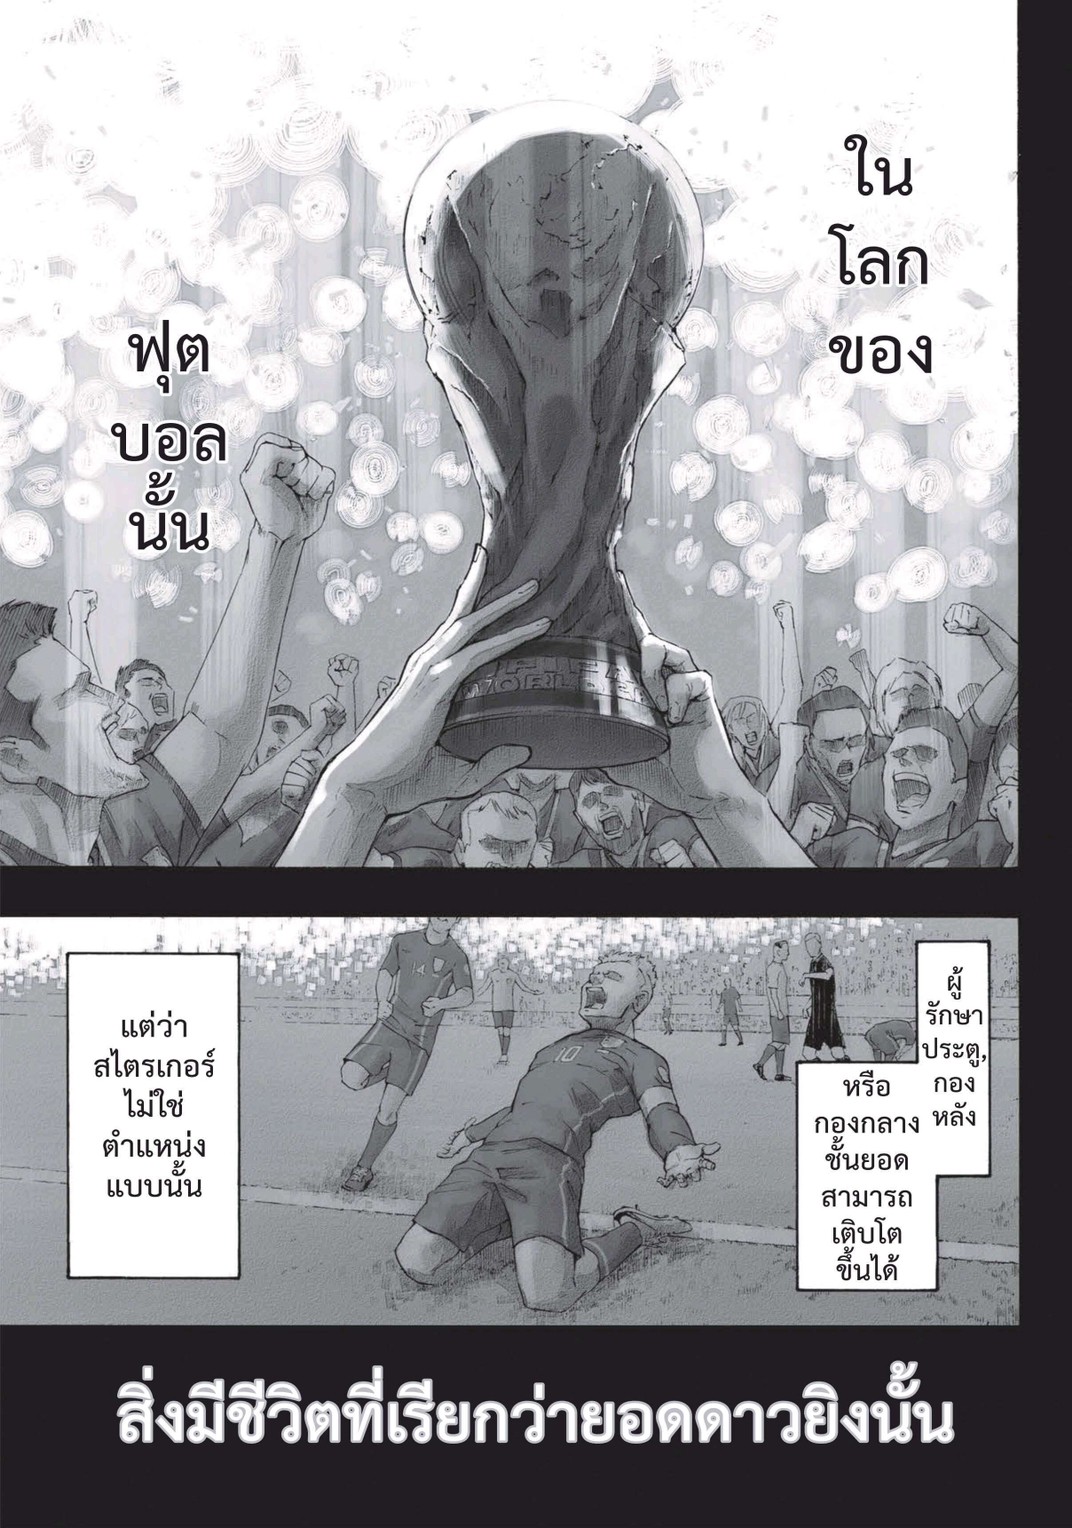 ใน
โลก
ของ
ฟุต
บอล
นั้น
ผู้
รักษา
ประตู,
กอง
หลัง
หรือ
กองกลาง
ชั้นยอด
สามารถ
เติบโต
ขึ้นได้
14
10
แต่ว่า
สไตรเกอร์
ไม่ใช่
ตำแหน่ง
แบบนั้น
สิ่งมีชีวิตที่เรียกว่ายอดดาวยิงนั้น